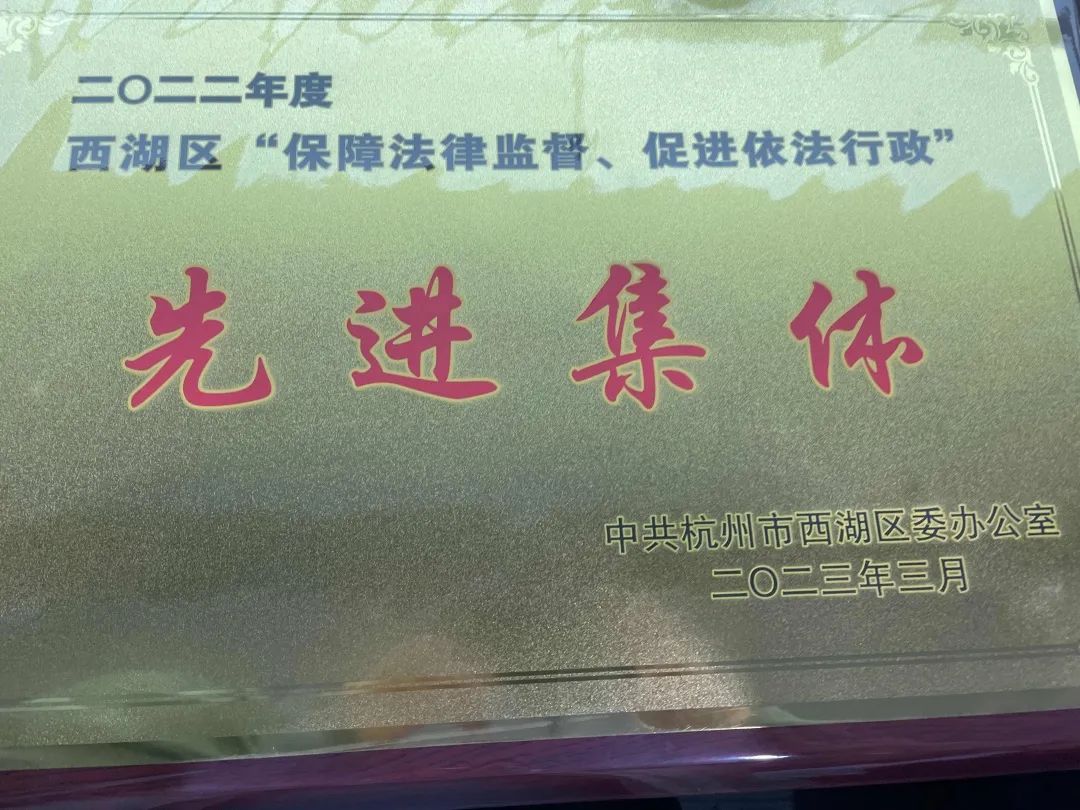 二〇二二年度
西湖区“保障法律监督、促进依法行政”
先进集体
中共杭州市西湖区委办公室
二〇二三年三月